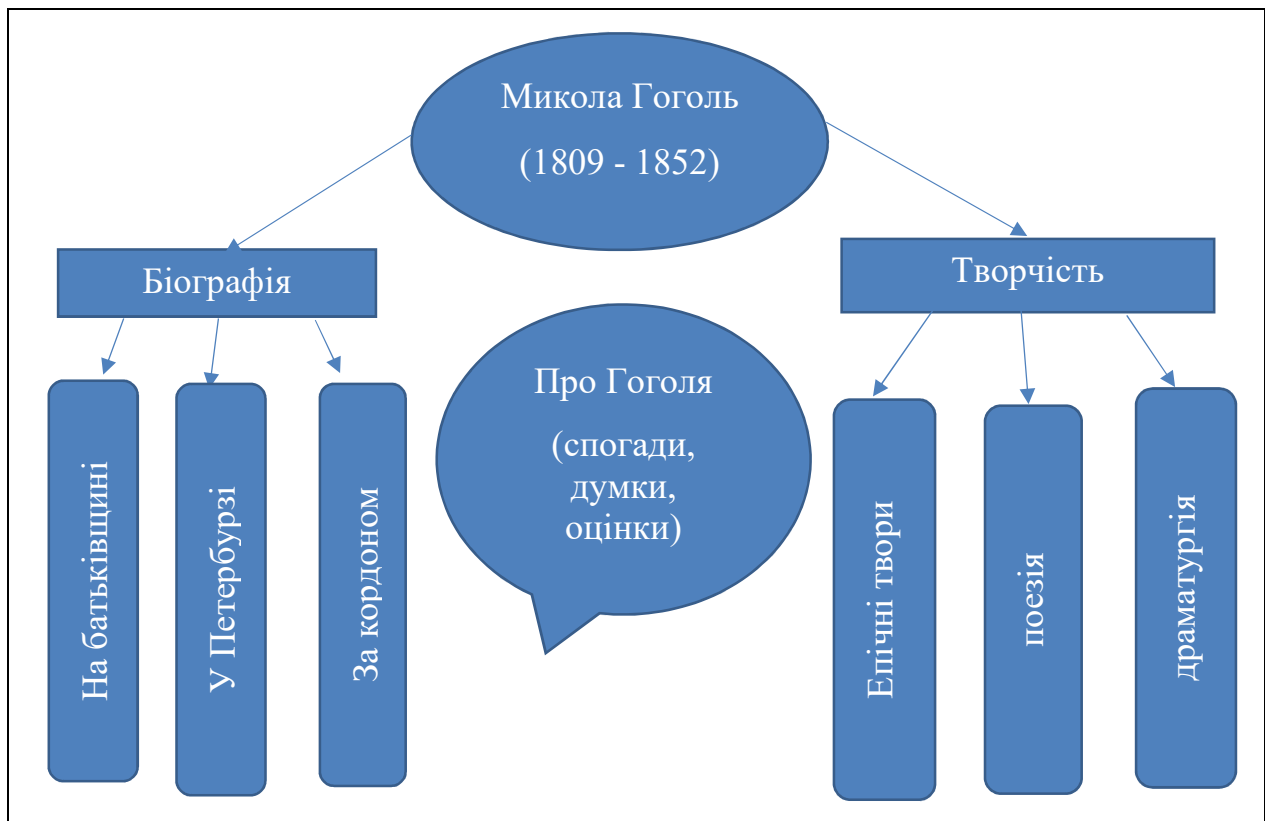 Микола Гоголь
(1809 - 1852)
Біографія
Творчість
На батьківщині
У Петербурзі
За кордоном
Про Гоголя
(спогади,
думки,
оцінки)
Епічні твори
поезія
драматургія